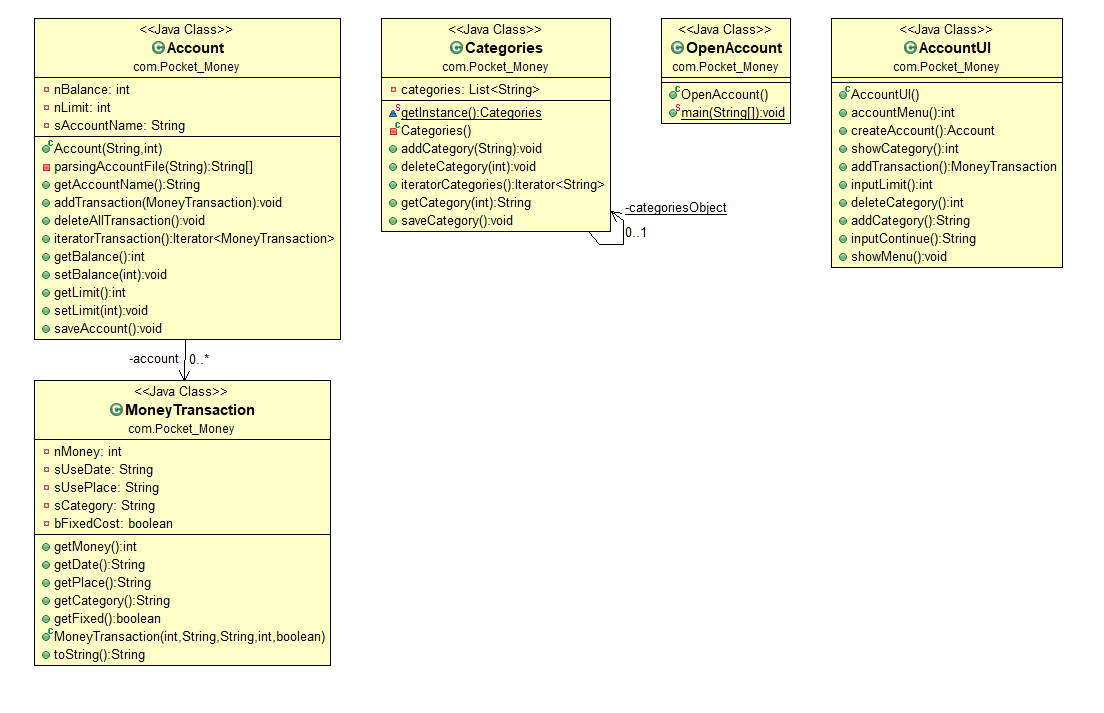 <<Java Class>>
Account
com.Pocket_Money
nBalance: int
nLimit: int
sAccountName: String
Account(String,int)
parsingAccountFile(String):String[]
getAccountName():String
addTransaction(MoneyTransaction):void
deleteAllTransaction():void
iteratorTransaction():Iterator<MoneyTransaction>
getBalance():int
setBalance(int):void
getLimit():int
setLimit(int):void
saveAccount():void
-account 0..*
<<Java Class>>
MoneyTransaction
com.Pocket_Money
nMoney: int
sUseDate: String
sUsePlace: String
sCategory: String
bFixedCost: boolean
getMoney():int
getDate():String
getPlace():String
getCategory():String
getFixed():boolean
MoneyTransaction(int,String,String,int,boolean)
toString():String
<<Java Class>>
Categories
com.Pocket_Money
categories: List<String>
getInstance():Categories
Categories()
addCategory(String):void
deleteCategory(int):void
iteratorCategories():Iterator<String>
getCategory(int):String
saveCategory():void
-categoriesObject
0..1
<<Java Class>>
OpenAccount
com.Pocket_Money
OpenAccount()
main(String[]):void
<<Java Class>>
AccountUI
com.Pocket_Money
AccountUI()
accountMenu():int
createAccount():Account
showCategory():int
addTransaction():MoneyTransaction
inputLimit():int
deleteCategory():int
addCategory():String
inputContinue():String
showMenu():void